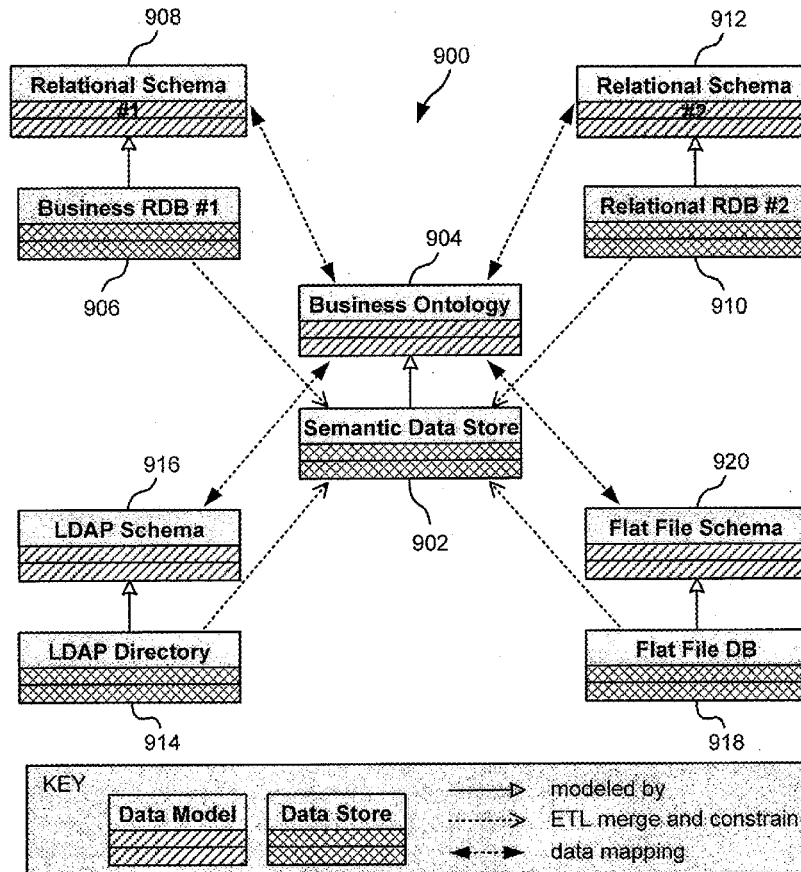 908
912
900
Relational Schema
#1
Relational Schema
#2
Business RDB #1
Relational RDB #2
906
904
910
Business Ontology
Semantic Data Store
916
920
902
LDAP Schema
Flat File Schema
LDAP Directory
Flat File DB
914
918
KEY
Data Model
Data Store
modeled by
ETL merge and constrain
data mapping